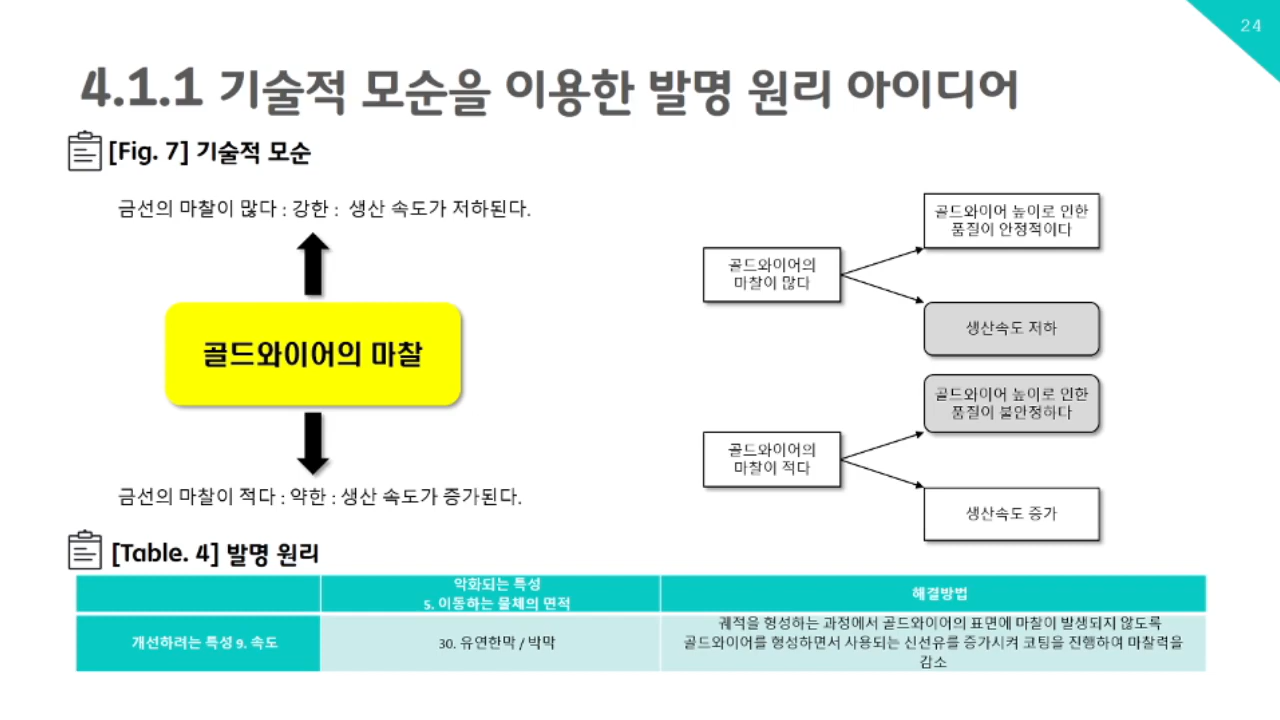 24
4.1.1 기술적 모순을 이용한 발명 원리 아이디어
[Fig. 7] 기술적 모순
금선의 마찰이 많다 : 강한 : 생산 속도가 저하된다.
골드와이어의 마찰
금선의 마찰이 적다 : 약한 : 생산 속도가 증가된다.
골드와이어의
마찰이 많다
골드와이어 높이로 인한
품질이 안정적이다
생산속도 저하
골드와이어의
마찰이 적다
골드와이어 높이로 인한
품질이 불안정하다
생산속도 증가
[Table. 4] 발명 원리
악화되는 특성
5. 이동하는 물체의 면적
해결방법
개선하려는 특성 9. 속도
30. 유연한막 / 박막
궤적을 형성하는 과정에서 골드와이어의 표면에 마찰이 발생되지 않도록
골드와이어를 형성하면서 사용되는 신선유를 증가시켜 코팅을 진행하여 마찰력을
감소